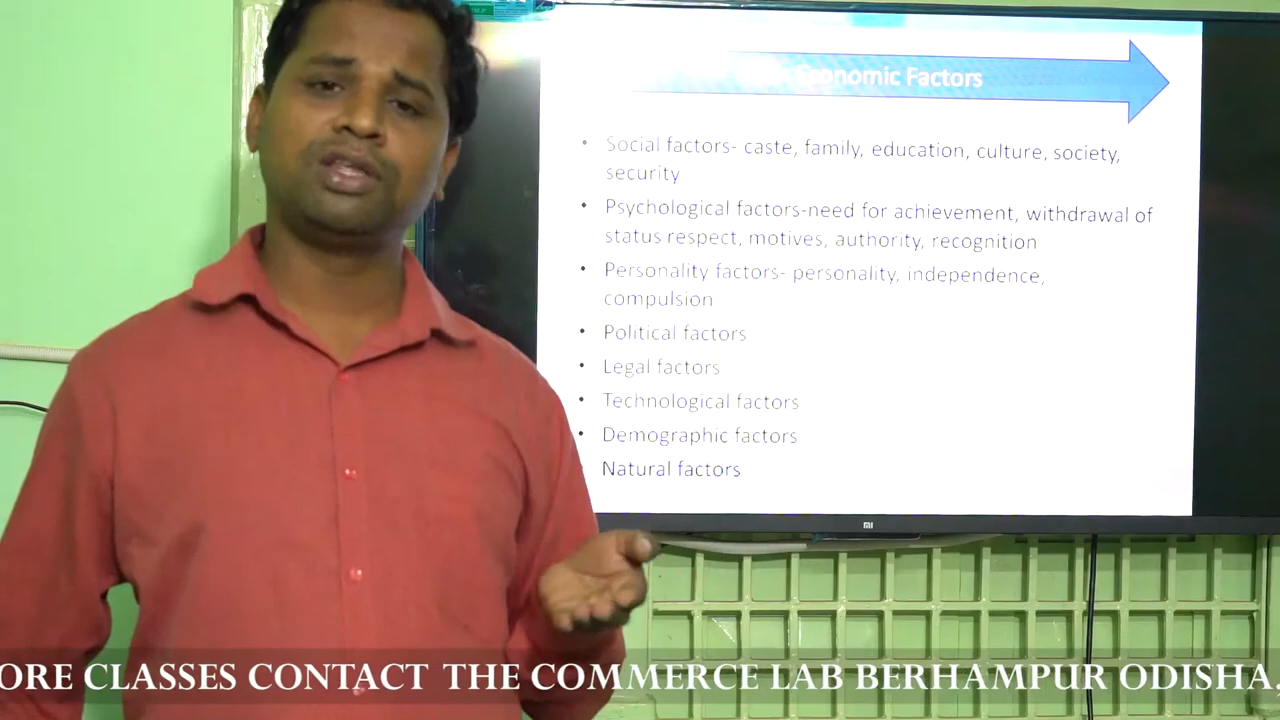 Economic Factors
• Social factors- caste, family, education, culture, society,
security
• Psychological factors-need for achievement, withdrawal of
status respect, motives, authority, recognition
• Personality factors- personality, independence,
compulsion
• Political factors
• Legal factors
• Technological factors
• Demographic factors
Natural factors
mi
ORE CLASSES CONTACT THE COMMERCE LAB BERHAMPUR ODISHA.